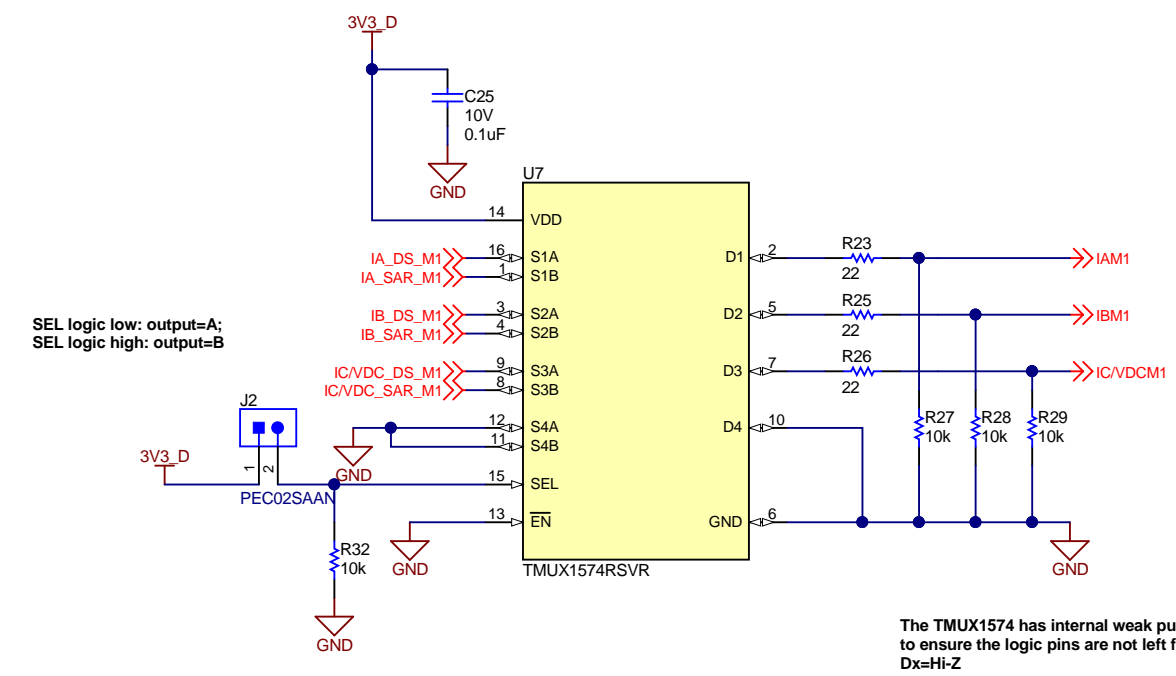 3V3_D
C25
10V
0.1uF
GND
U7
14
VDD
IA_DS_M1
16
S1A
IA_SAR_M1
1
S1B
D1
2
R23
22
IAM1
IB_DS_M1
3
S2A
IB_SAR_M1
4
S2B
D2
5
R25
22
IBM1
SEL logic low: output=A;
SEL logic high: output=B
IC/VDC_DS_M1
9
S3A
IC/VDC_SAR_M1
8
S3B
D3
7
R26
22
IC/VDCM1
J2
12
S4A
11
S4B
D4
10
R27
10k
R28
10k
R29
10k
3V3_D
1
2
PEC02SAAN
GND
15
SEL
13
EN
GND
6
R32
10k
GND
GND
TMUX1574RSVR
GND
The TMUX1574 has internal weak
to ensure the logic pins are not left
Dx=Hi-Z